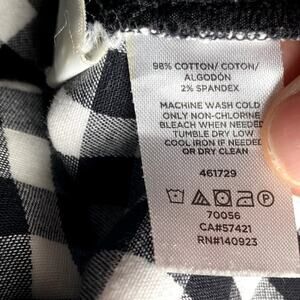 98% COTTON/ COTON/
ALGODÓN
2% SPANDEX
MACHINE WASH COLD
ONLY NON-CHLORINE
BLEACH WHEN NEEDED
TUMBLE DRY LOW
COOL IRON IF NEEDED
OR DRY CLEAN
461729
70056
CA#57421
RN#140923